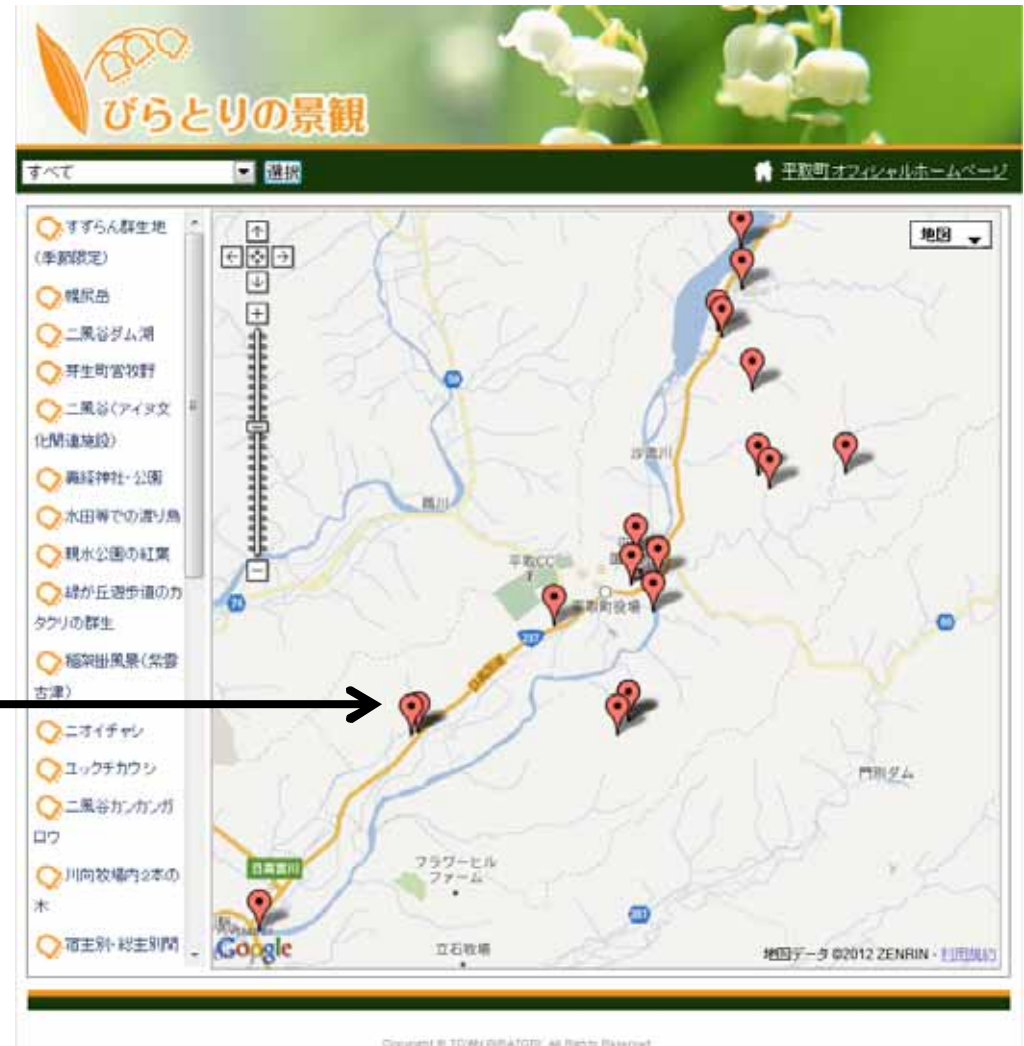 びらとりの景観
すべて
選択
平取町オフィシャルホームページ
すずらん群生地
(季節限定)
幌尻岳
二風谷ダム湖
芽生町営牧野
二風谷(アイヌ文
化関連施設)
義経神社・公園
水田等での渡り鳥
親水公園の紅葉
緑が丘遊歩道のカ
タクリの群生
稲架掛風景(紫雲
古津)
ニオイチャシ
ユックチカウシ
二風谷カンカンガ
ロウ
川向牧場内2本の
木
宿主別・総主別間
地図
沙流川
鵡川
平取CC
平取町役場
74
237
日高富川
門別ダム
フラワーヒル
ファーム
立石牧場
Google
地図データ ©2012 ZENRIN - 利用規約
All Rights Reserved